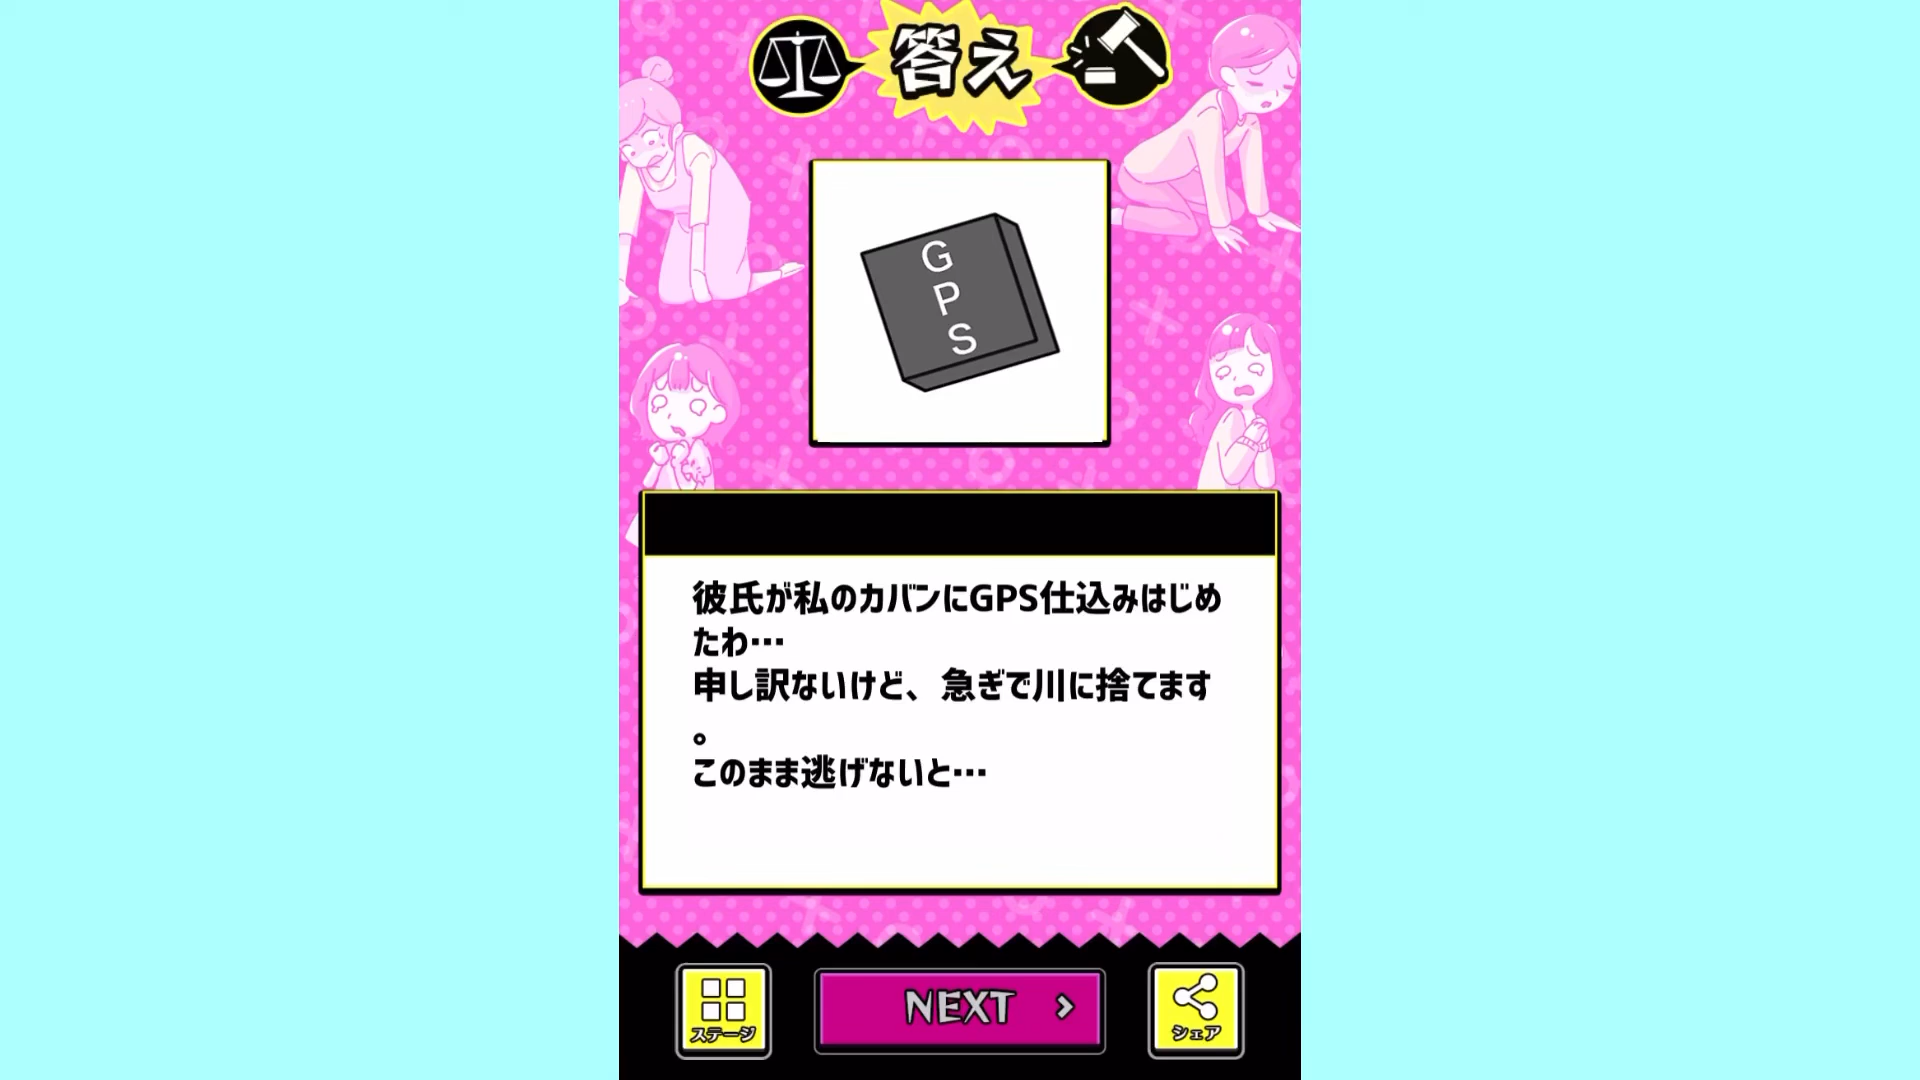 答え
G
P
S
彼氏が私のカバンにGPS仕込みはじめ
たわ…
申し訳ないけど、急ぎで川に捨てます
。
このまま逃げないと…
ステージ
NEXT
シェア